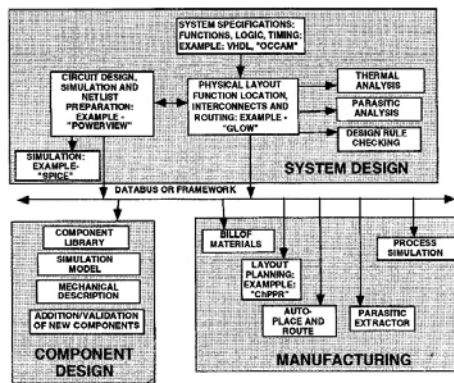 SYSTEM SPECIFICATIONS:
FUNCTIONS, LOGIC, TIMING:
EXAMPLE: VHDL, "OCCAM"
CIRCUIT DESIGN,
SIMULATION AND
NETLIST
PREPARATION:
EXAMPLE -
"POWERVIEW"
PHYSICAL LAYOUT
FUNCTION LOCATION,
INTERCONNECTS AND
ROUTING: EXAMPLE -
"GLOW"
THERMAL
ANALYSIS
PARASITIC
ANALYSIS
DESIGN RULE
CHECKING
SIMULATION:
EXAMPLE-
"SPICE"
SYSTEM DESIGN
DATABUS OR FRAMEWORK
COMPONENT
LIBRARY
SIMULATION
MODEL
MECHANICAL
DESCRIPTION
ADDITION/VALIDATION
OF NEW COMPONENTS
COMPONENT
DESIGN
BILLOF
MATERIALS
LAYOUT
PLANNING:
EXAMPPLE:
"ChPPR"
AUTO-
PLACE AND
ROUTE
PROCESS
SIMULATION
PARASITIC
EXTRACTOR
MANUFACTURING